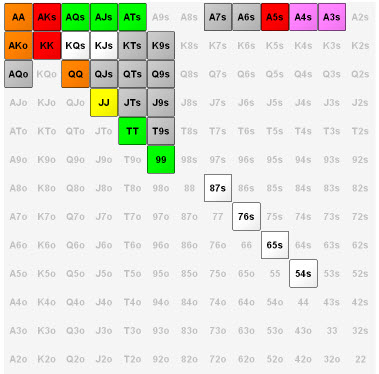 AA AKs AQs AJs ATs A9s A8s A7s A6s A5s A4s A3s A2s
AKo KK KQs KJs KTs K9s K8s K7s K6s K5s K4s K3s K2s
AQo KQo QQ QJs QTs Q9s Q8s Q7s Q6s Q5s Q4s Q3s Q2s
AJo KJo QJo JJ JTs J9s J8s J7s J6s J5s J4s J3s J2s
ATo KTo QTo JTo TT T9s T8s T7s T6s T5s T4s T3s T2s
A9o K9o Q9o J9o T9o 99 98s 97s 96s 95s 94s 93s 92s
A8o K8o Q8o J8o T8o 98o 88 87s 86s 85s 84s 83s 82s
A7o K7o Q7o J7o T7o 97o 87o 77 76s 75s 74s 73s 72s
A6o K6o Q6o J6o T6o 96o 86o 76o 66 65s 64s 63s 62s
A5o K5o Q5o J5o T5o 95o 85o 75o 65o 55 54s 53s 52s
A4o K4o Q4o J4o T4o 94o 84o 74o 64o 54o 44 43s 42s
A3o K3o Q3o J3o T3o 93o 83o 73o 63o 53o 43o 33 32s
A2o K2o Q2o J2o T2o 92o 82o 72o 62o 52o 42o 32o 22